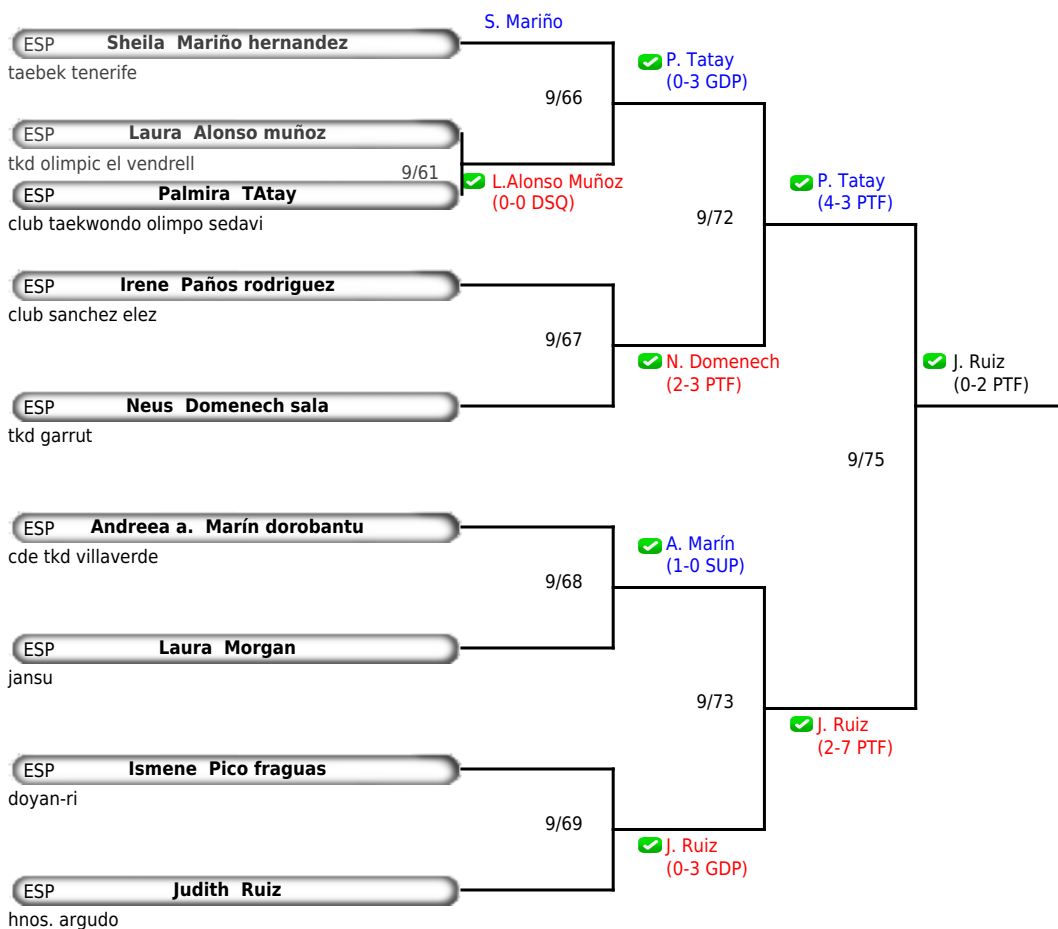 S. Mariño
ESP Sheila Mariño hernandez
taebek tenerife
P. Tatay
(0-3 GDP)
9/66
ESP Laura Alonso muñoz
tkd olimpic el vendrell
9/61
L.Alonso Muñoz
(0-0 DSQ)
ESP Palmira TAtay
club taekwondo olimpo sedavi
P. Tatay
(4-3 PTF)
9/72
ESP Irene Paños rodriguez
club sanchez elez
9/67
N. Domenech
(2-3 PTF)
J. Ruiz
(0-2 PTF)
ESP Neus Domenech sala
tkd garrut
9/75
ESP Andreea a. Marín dorobantu
cde tkd villaverde
A. Marín
(1-0 SUP)
9/68
ESP Laura Morgan
jansu
9/73
J. Ruiz
(2-7 PTF)
ESP Ismene Pico fraguas
doyan-ri
9/69
J. Ruiz
(0-3 GDP)
ESP Judith Ruiz
hnos. argudo